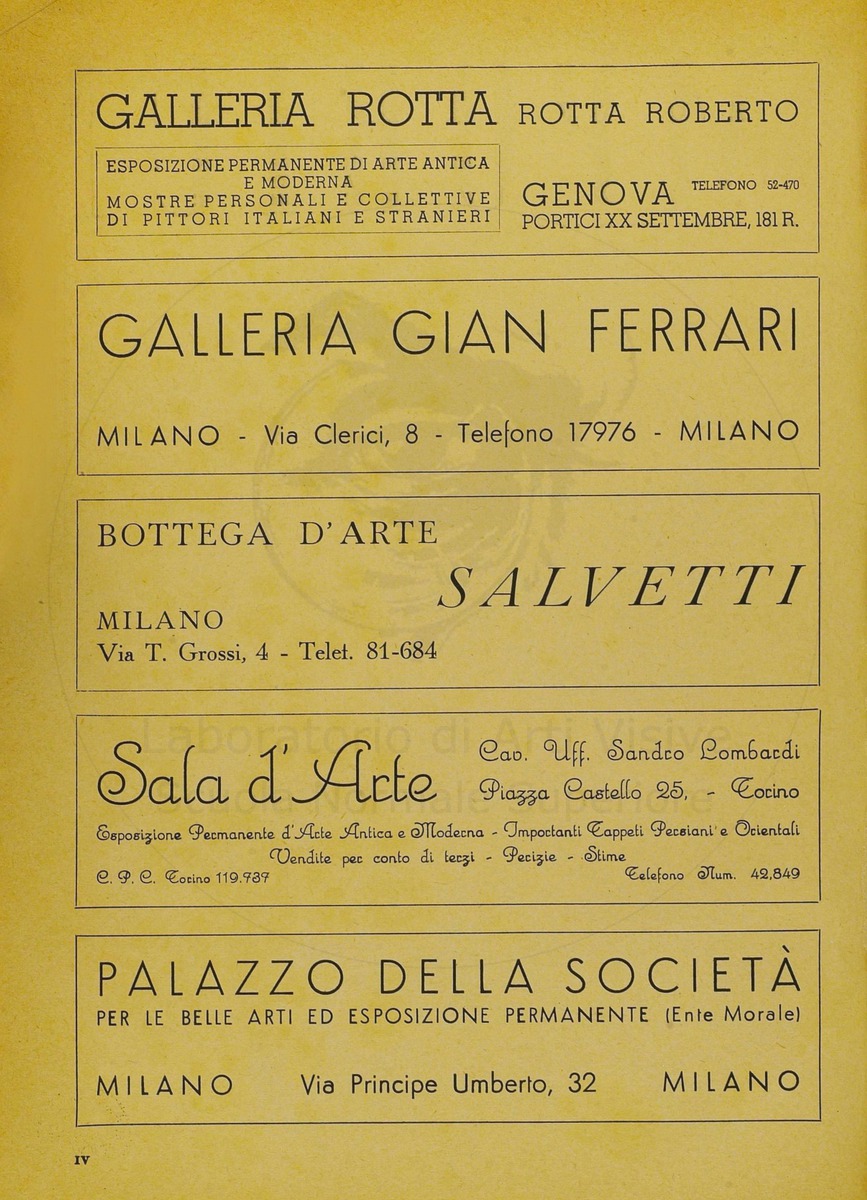 GALLERIA ROTTA ROTTA ROBERTO
ESPOSIZIONE PERMANENTE DI ARTE ANTICA
E MODERNA
MOSTRE PERSONALI E COLLETTIVE
DI PITTORI ITALIANI E STRANIERI
GENOVA TELEFONO 52-470
PORTICI XX SETTEMBRE, 181 R.
GALLERIA GIAN FERRARI
MILANO - Via Clerici, 8 - Telefono 17976 - MILANO
BOTTEGA D'ARTE
SALVETTI
MILANO
Via T. Grossi, 4 - Telef. 81-684
Sala d'Arte
Cav. Uff. Sandro Lombardi
Piazza Castello 25, - Torino
Esposizione Permanente d'Arte Antica e Moderna - Importanti Tappeti Persiani e Orientali
Vendite per conto di terzi - Perizie - Stime
C. P. C. Torino 119.737
Telefono Num. 42,849
PALAZZO DELLA SOCIETÀ
PER LE BELLE ARTI ED ESPOSIZIONE PERMANENTE (Ente Morale)
MILANO Via Principe Umberto, 32 MILANO
IV
Laboratorio di Arti Visive